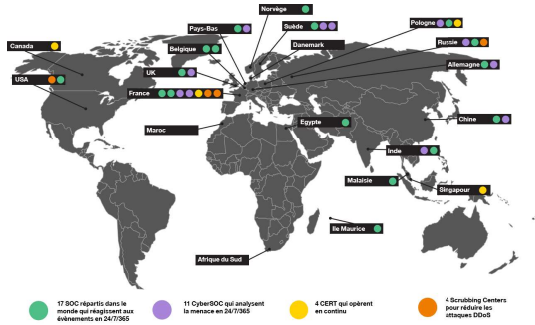 Norvège
Pays-Bas
Suède
Pologne
Canada
Belgique
Danemark
Russie
USA
UK
Allemagne
France
Maroc
Egypte
Chine
Inde
Malaisie
Sirgapour
Ile Maurice
Afrique du Sud
17 SOC répartis dans le
monde qui réagissent aux
évènements en 24/7/365
11 CyberSOC qui analysent
la menace en 24/7/365
4 CERT qui opèrent
en continu
4 Scrubbing Centers
pour réduire les
attaques DDoS